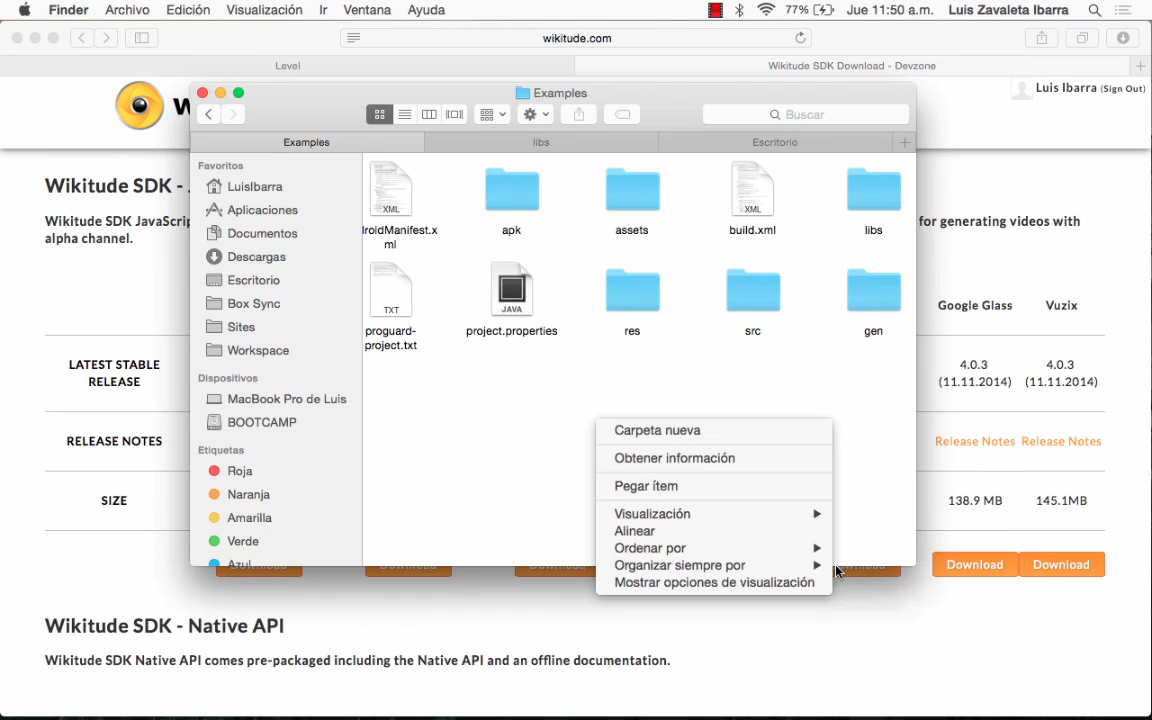 Finder Archivo Edición Visualización Ir Ventana Ayuda 77% Jue 11:50 a.m. Luis Zavaleta Ibarra
wikitude.com
Level Wikitude SDK Download - Devzone
W Examples Luis Ibarra (Sign Out)
Buscar
Examples libs Escritorio
Favoritos
LuisIbarra
Aplicaciones
Documentos
Descargas
Escritorio
Box Sync
Sites
Workspace
Dispositivos
MacBook Pro de Luis
BOOTCAMP
Etiquetas
Roja
Naranja
Amarilla
Verde
Azul
XML XML
lroidManifest.x apk assets build.xml libs
ml
TXT JAVA
proguard- project.properties res src gen
project.txt
Carpeta nueva
Obtener información
Pegar ítem
Visualización
Alinear
Ordenar por
Organizar siempre por
Mostrar opciones de visualización
Wikitude SDK -
Wikitude SDK JavaScrip for generating videos with
alpha channel.
Google Glass Vuzix
LATEST STABLE 4.0.3 4.0.3
RELEASE (11.11.2014) (11.11.2014)
RELEASE NOTES Release Notes Release Notes
SIZE 138.9 MB 145.1MB
Download Download
Wikitude SDK - Native API
Wikitude SDK Native API comes pre-packaged including the Native API and an offline documentation.